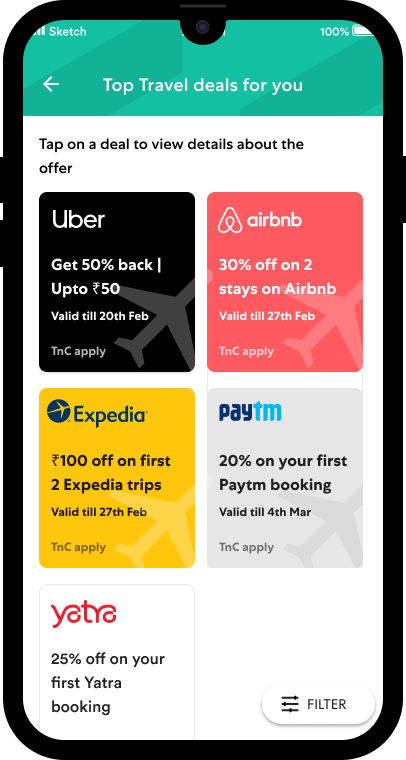 Sketch
100%
Top Travel deals for you
Tap on a deal to view details about the
offer
Uber
Get 50% back |
Upto ₹50
Valid till 20th Feb
TnC apply
airbnb
30% off on 2
stays on Airbnb
Valid till 27th Feb
TnC apply
Expedia
₹100 off on first
2 Expedia trips
Valid till 27th Feb
TnC apply
paytm
20% on your first
Paytm booking
Valid till 4th Mar
TnC apply
yatra
25% off on your
first Yatra
booking
FILTER